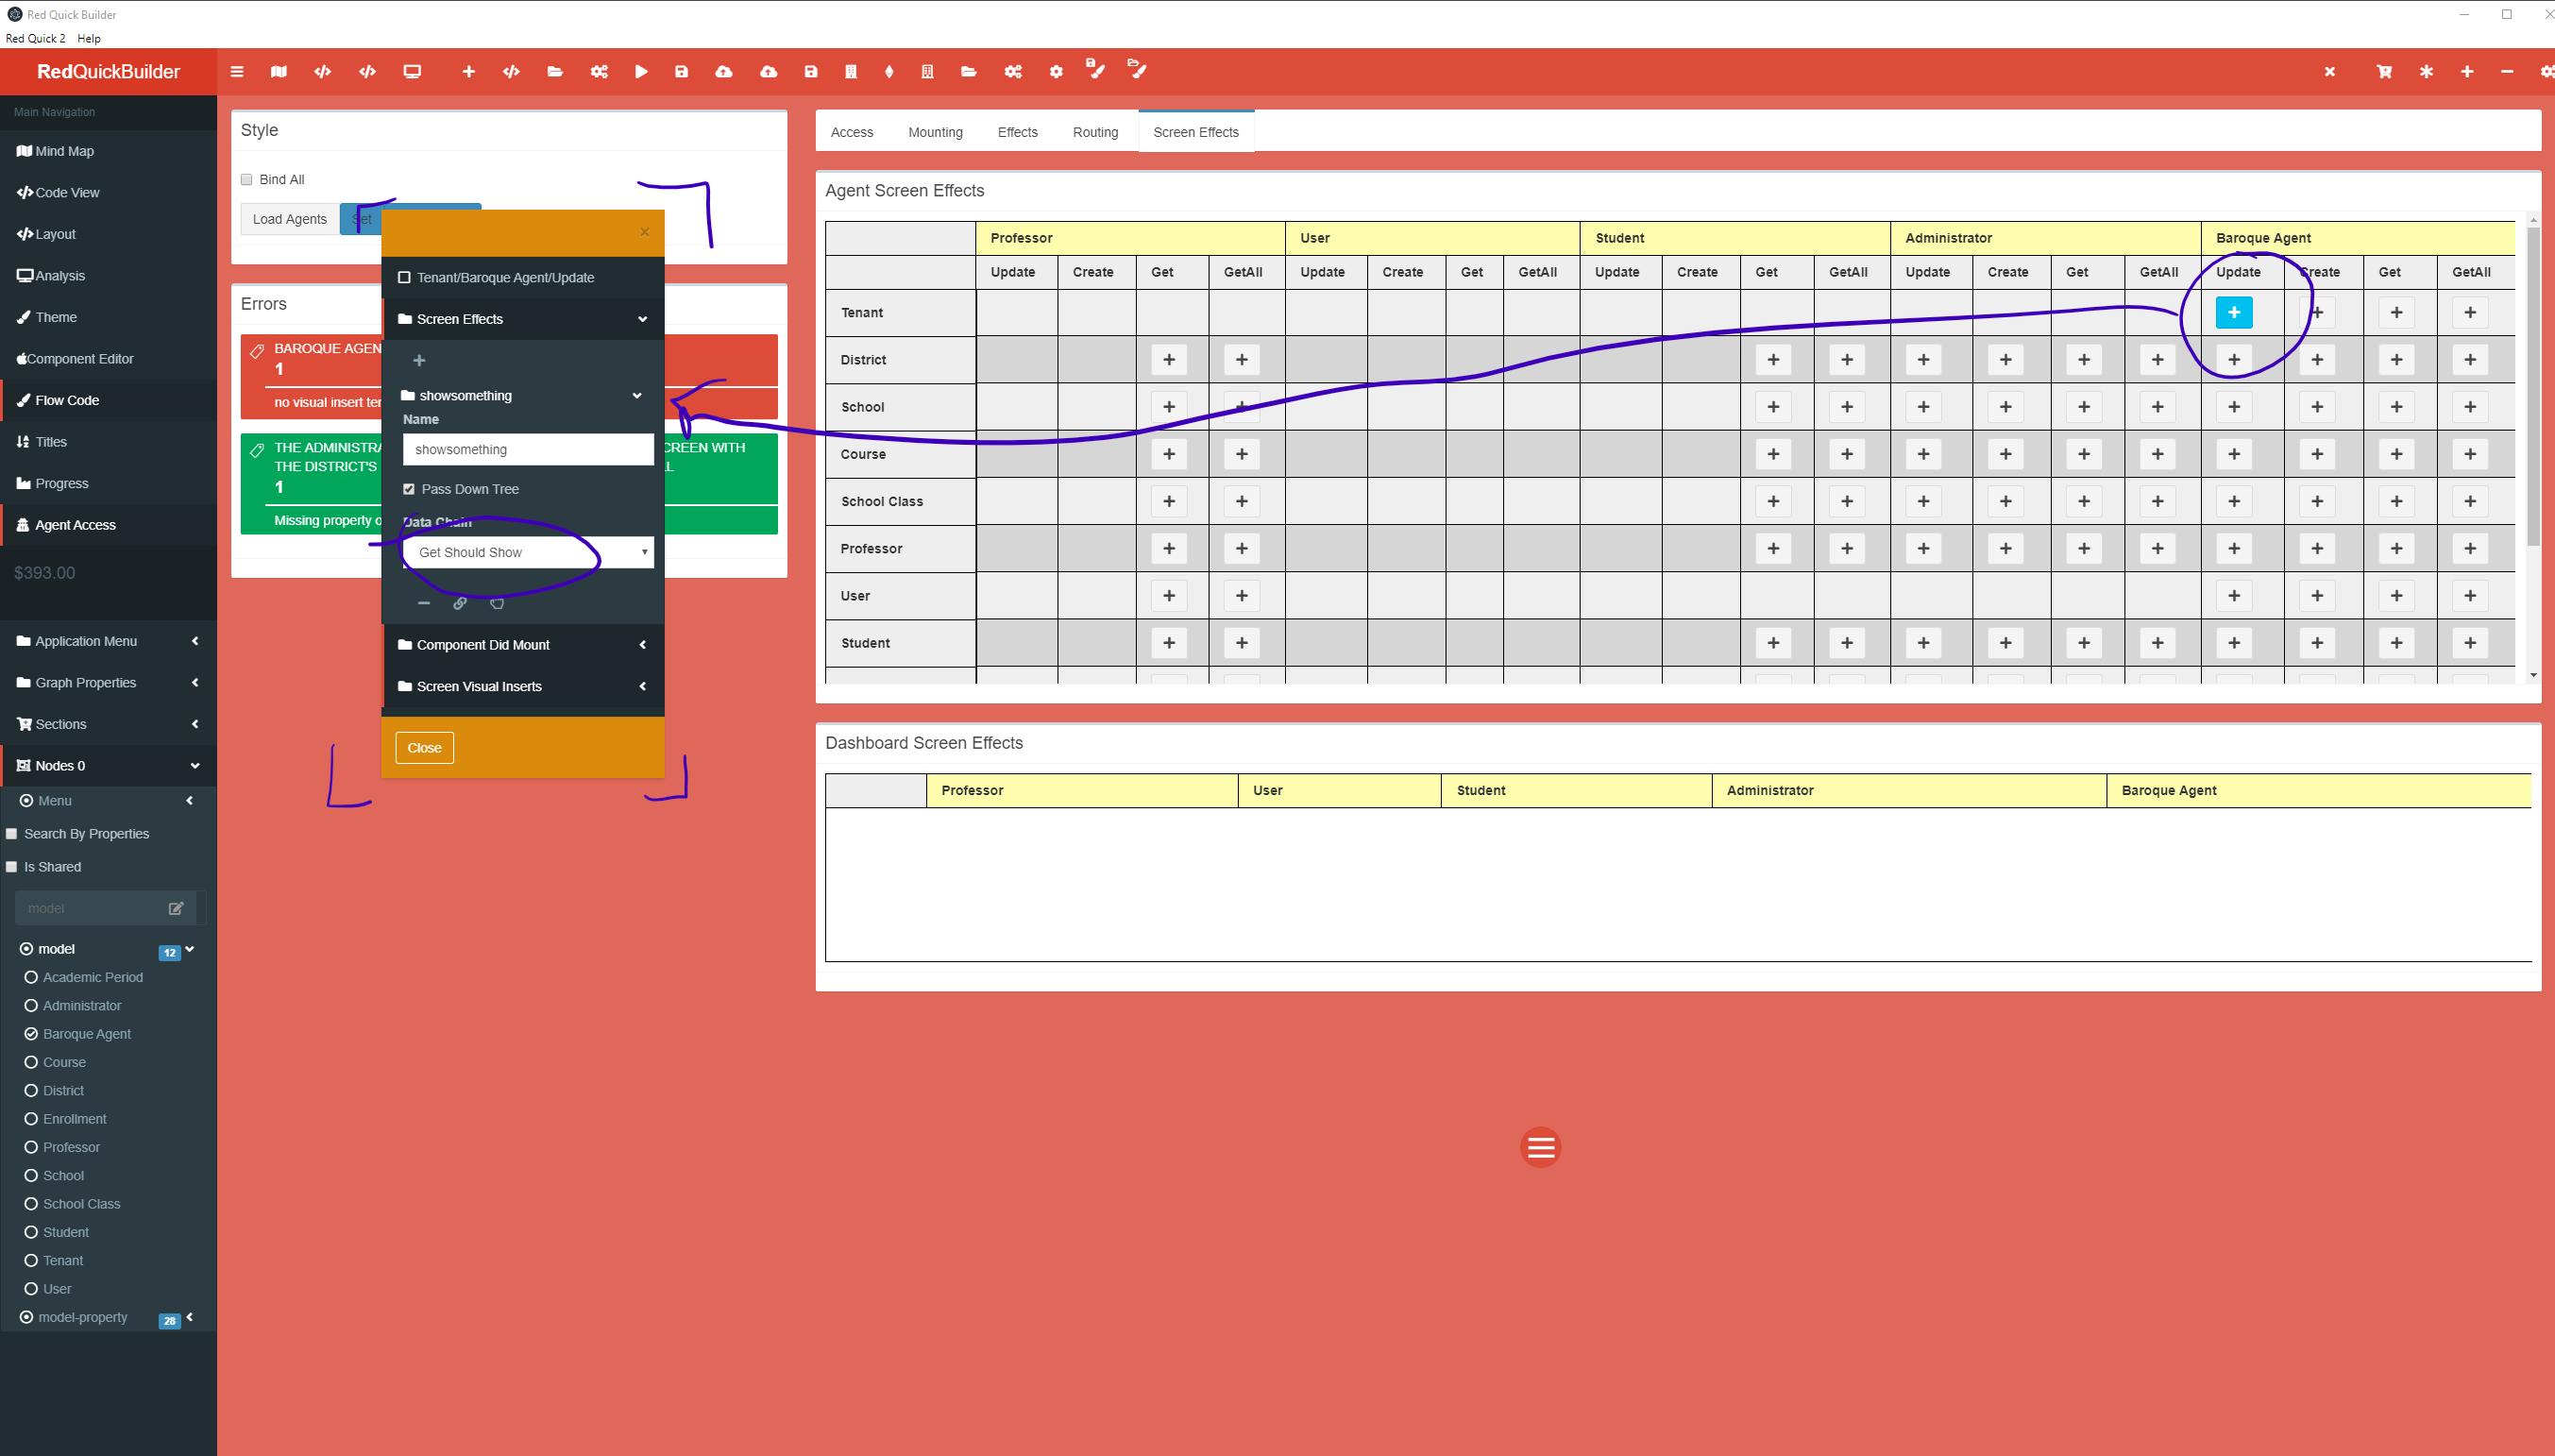 Red Quick Builder
Red Quick 2 Help
RedQuickBuilder
Main Navigation
Mind Map
Code View
Layout
Analysis
Theme
Component Editor
Flow Code
Titles
Progress
Agent Access
$393.00
Application Menu
Graph Properties
Sections
Nodes 0
Menu
Search By Properties
Is Shared
model
model 12
Academic Period
Administrator
Baroque Agent
Course
District
Enrollment
Professor
School
School Class
Student
Tenant
User
model-property 28
Style
Bind All
Load Agents Set
Errors
BAROQUE AGEN
1
no visual insert
THE ADMINISTRA CREEN WITH
THE DISTRICT'S
1
Missing property
×
Tenant/Baroque Agent/Update
Screen Effects
showsomething
Name
showsomething
Pass Down Tree
Data Chain
Get Should Show
Component Did Mount
Screen Visual Inserts
Close
Access Mounting Effects Routing Screen Effects
Agent Screen Effects
Professor User Student Administrator Baroque Agent
Update Create Get GetAll Update Create Get GetAll Update Create Get GetAll Update Create Get GetAll Update Create Get GetAll
Tenant
District
School
Course
School Class
Professor
User
Student
Dashboard Screen Effects
Professor User Student Administrator Baroque Agent